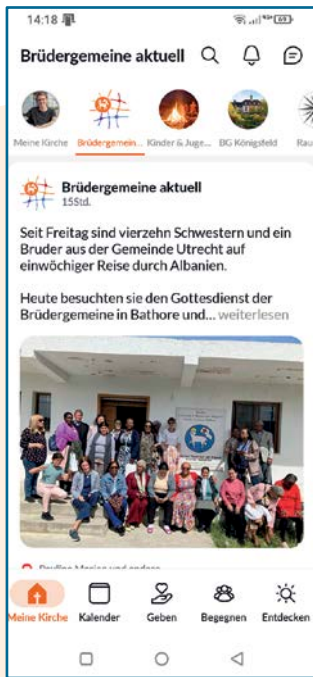 14:18
69
Brüdergemeine aktuell
Meine Kirche
Brüdergemein...
Kinder & Juge...
BG Königsfeld
Rau
Brüdergemeine aktuell
15Std.
Seit Freitag sind vierzehn Schwestern und ein
Bruder aus der Gemeinde Utrecht auf
einwöchiger Reise durch Albanien.
Heute besuchten sie den Gottesdienst der
Brüdergemeine in Bathore und... weiterlesen
Meine Kirche
Kalender
Geben
Begegnen
Entdecken